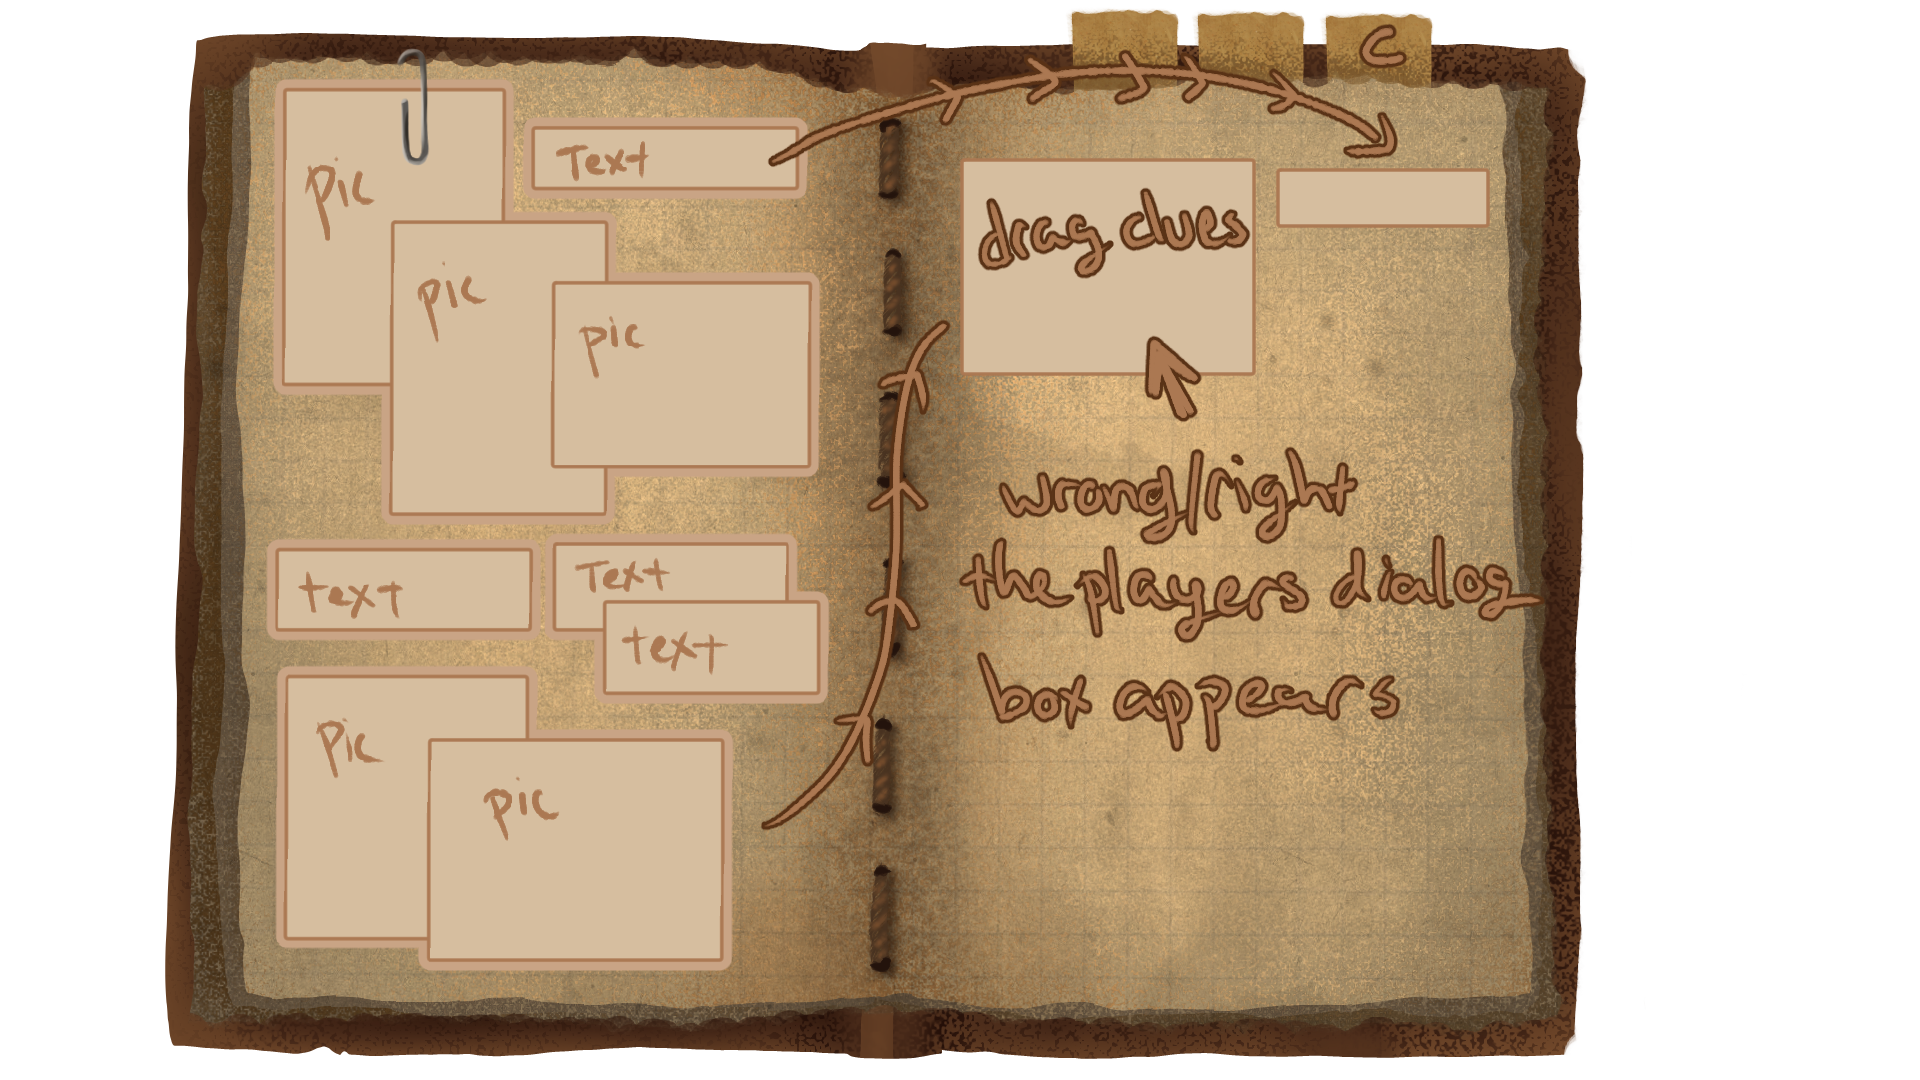 C
pic
Text
pic
pic
text
Text
text
pic
pic
drag clues
wrong/right
the players dialog
box appears